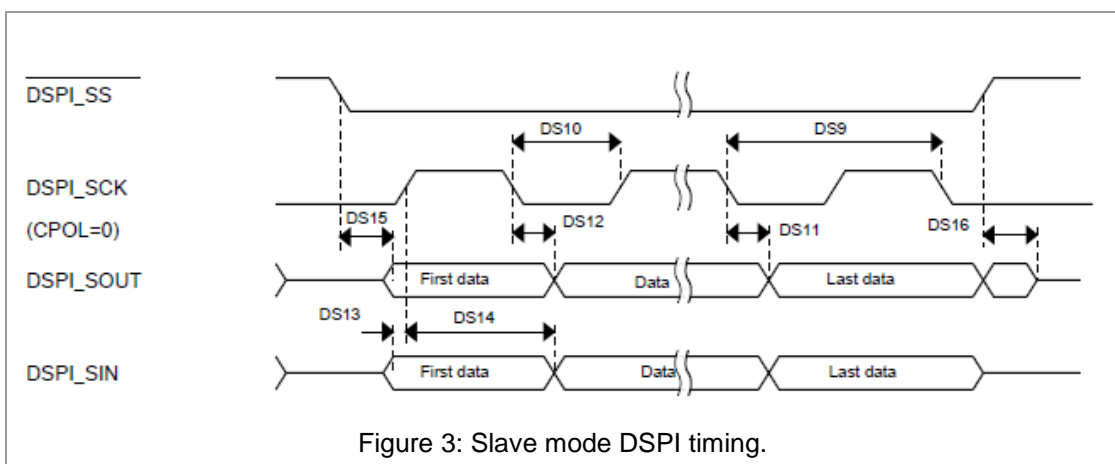 DSPI_SS
DS10
DS9
DSPI_SCK
(CPOL=0)
DS15
DS12
DS11
DS16
DSPI_SOUT
First data
Data
Last data
DS13
DS14
DSPI_SIN
First data
Data
Last data
Figure 3: Slave mode DSPI timing.